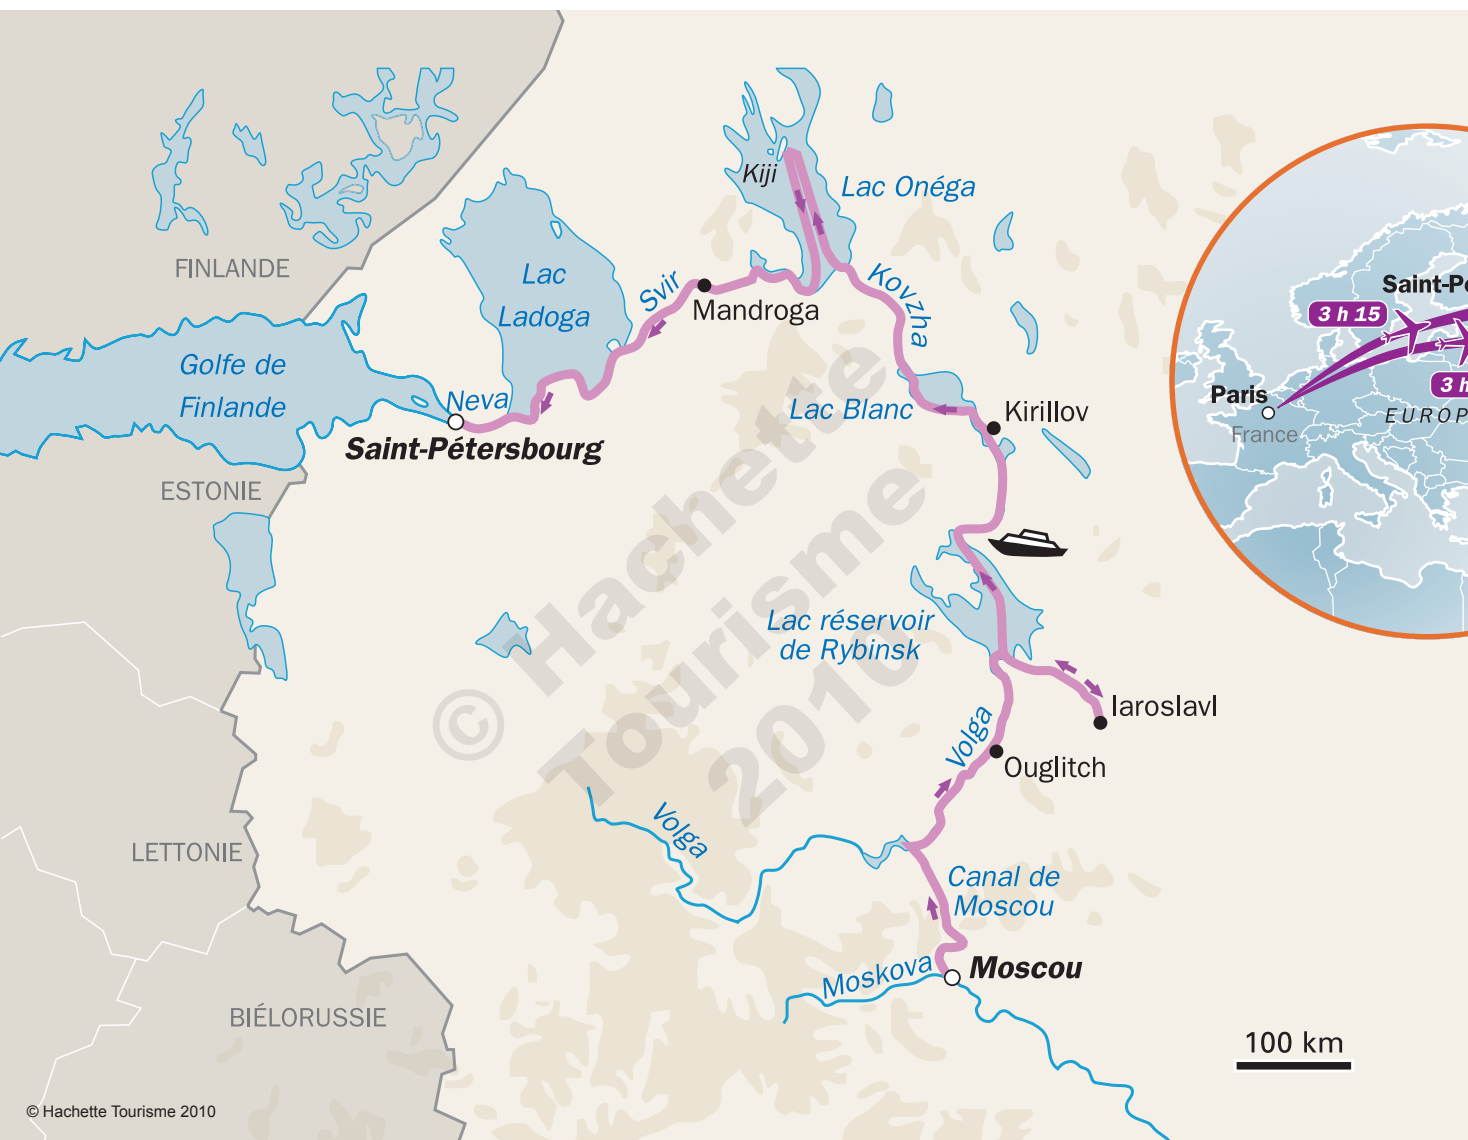 Kiji
Lac Onéga
FINLANDE
Lac
Ladoga
Svir
Mandroga
Kovzha
Golfe de
Finlande
Neva
Saint-Pétersbourg
Lac Blanc
Kirillov
ESTONIE
Lac réservoir
de Rybinsk
Iaroslavl
Volga
Ouglitch
LETTONIE
Volga
Canal de
Moscou
Moskova
Moscou
BIÉLORUSSIE
100 km
3 h 15
Paris
France
© Hachette
Tourisme
2010
© Hachette Tourisme 2010